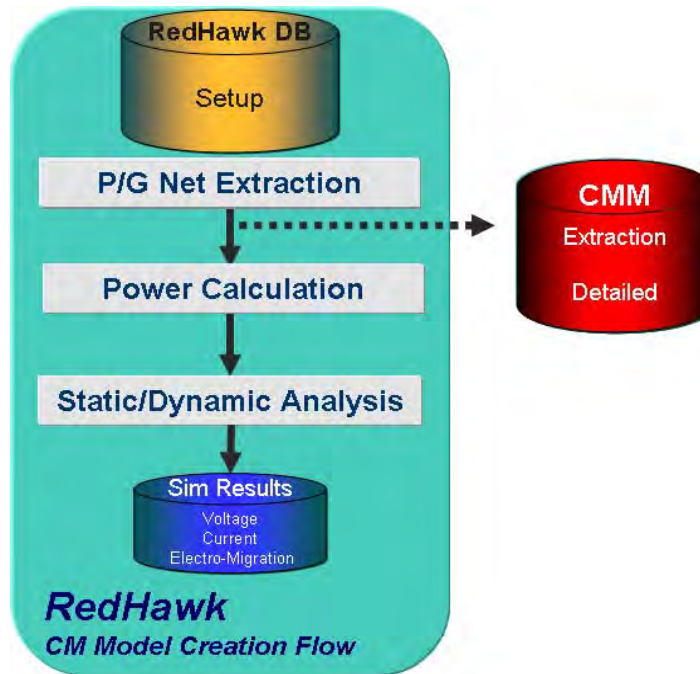 RedHawk DB
Setup
P/G Net Extraction
CMM
Extraction
Detailed
Power Calculation
Static/Dynamic Analysis
Sim Results
Voltage
Current
Electro-Migration
RedHawk
CM Model Creation Flow